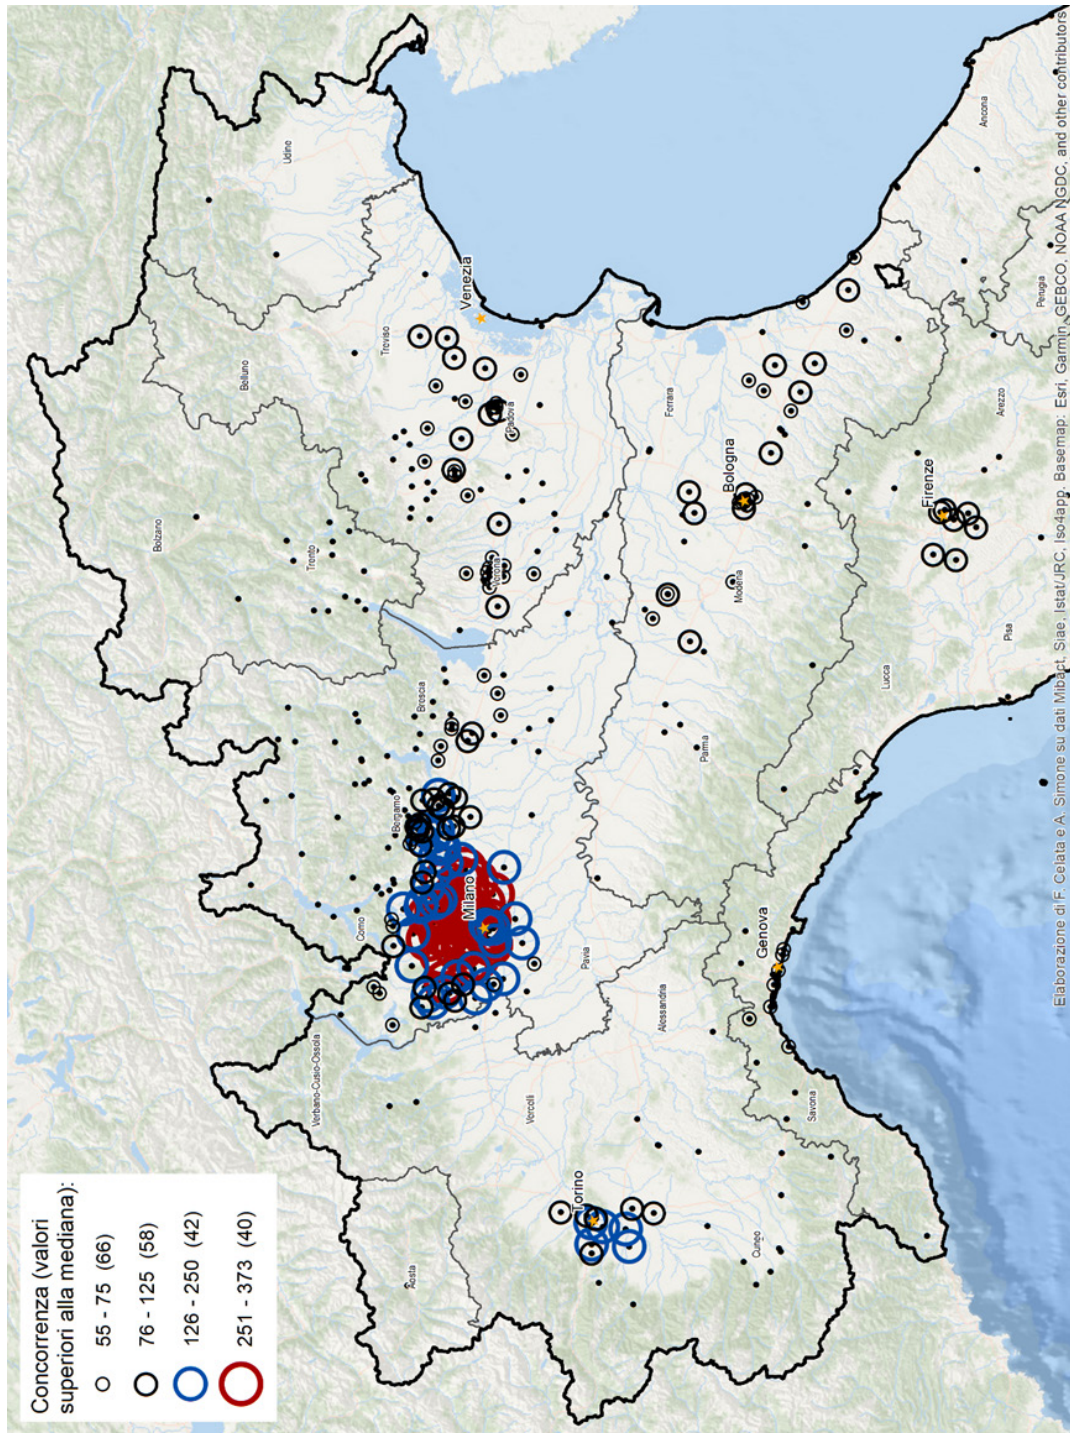 Concorrenza (valori
superiori alla mediana):
55 - 75 (66)
76 - 125 (58)
126 - 250 (42)
251 - 373 (40)
Bolzano
Udine
Belluno
Trento
Treviso
Venezia
Padova
Verona
Brescia
Bergamo
Como
Verbano-Cusio-Ossola
Aosta
Milano
Vercelli
Pavia
Torino
Alessandria
Cuneo
Savona
Genova
Parma
Modena
Bologna
Ferrara
Lucca
Pisa
Firenze
Arezzo
Perugia
Ancona
Elaborazione di F. Celata e A. Simone su dati Mibact, Siae, Istat/JRC, Iso4app. Basemap: Esri, Garmin, GEBCO, NOAA NGDC, and other contributors